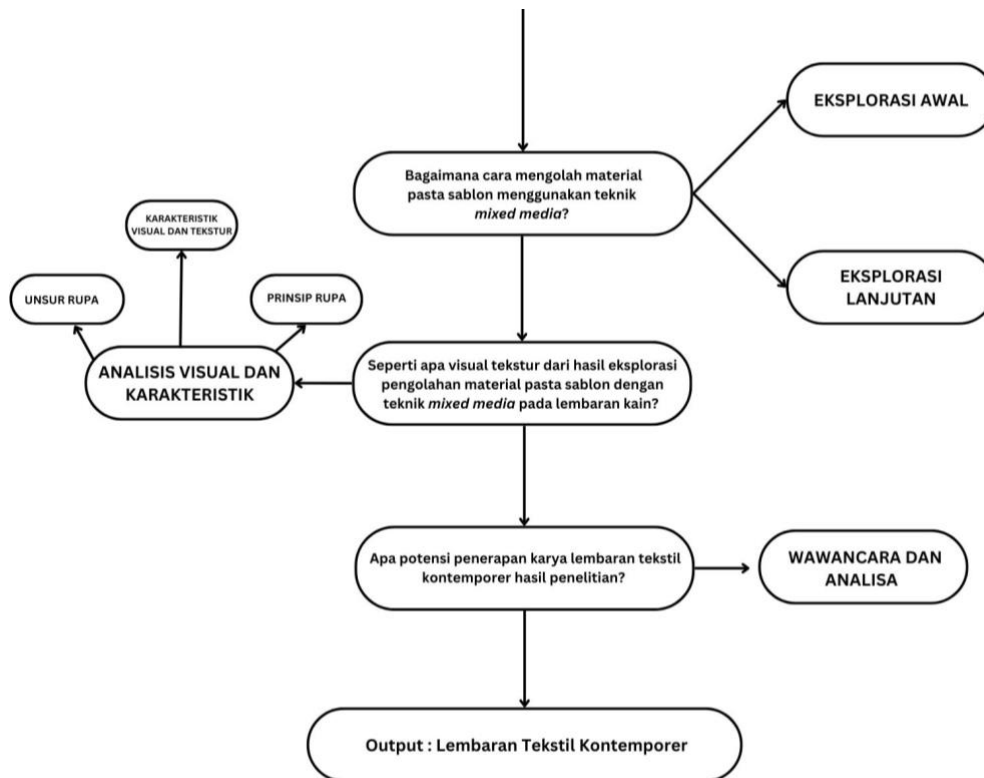 EKSPLORASI AWAL
Bagaimana cara mengolah material
pasta sablon menggunakan teknik
mixed media?
KARAKTERISTIK
VISUAL DAN TEKSTUR
EKSPLORASI
LANJUTAN
UNSUR RUPA
PRINSIP RUPA
ANALISIS VISUAL DAN
KARAKTERISTIK
Seperti apa visual tekstur dari hasil eksplorasi
pengolahan material pasta sablon dengan
teknik mixed media pada lembaran kain?
Apa potensi penerapan karya lembaran tekstil
kontemporer hasil penelitian?
WAWANCARA DAN
ANALISA
Output : Lembaran Tekstil Kontemporer